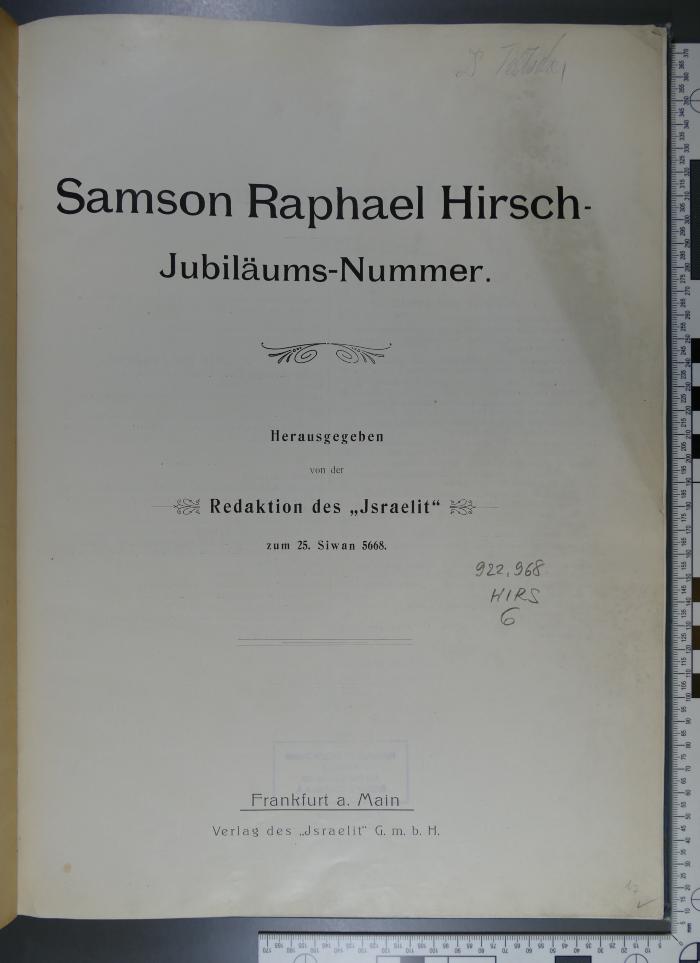 Samson Raphael Hirsch-
Jubiläums-Nummer.
Herausgegeben
von der
Redaktion des „Jsraelit“
zum 25. Siwan 5668.
922,968
HIRS
6
Frankfurt a. Main
Verlag des „Jsraelit“ G. m. b. H.
17